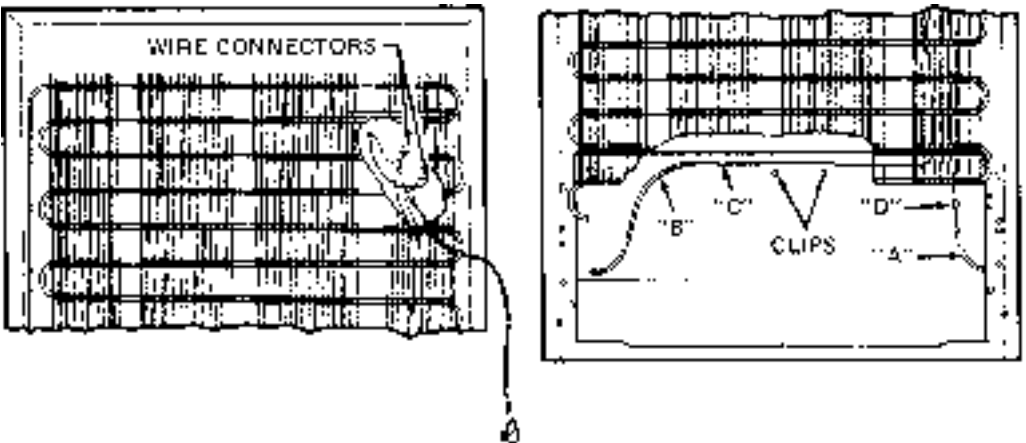 WIRE CONNECTORS
"B"
"C"
CLIPS
"D"
"A"